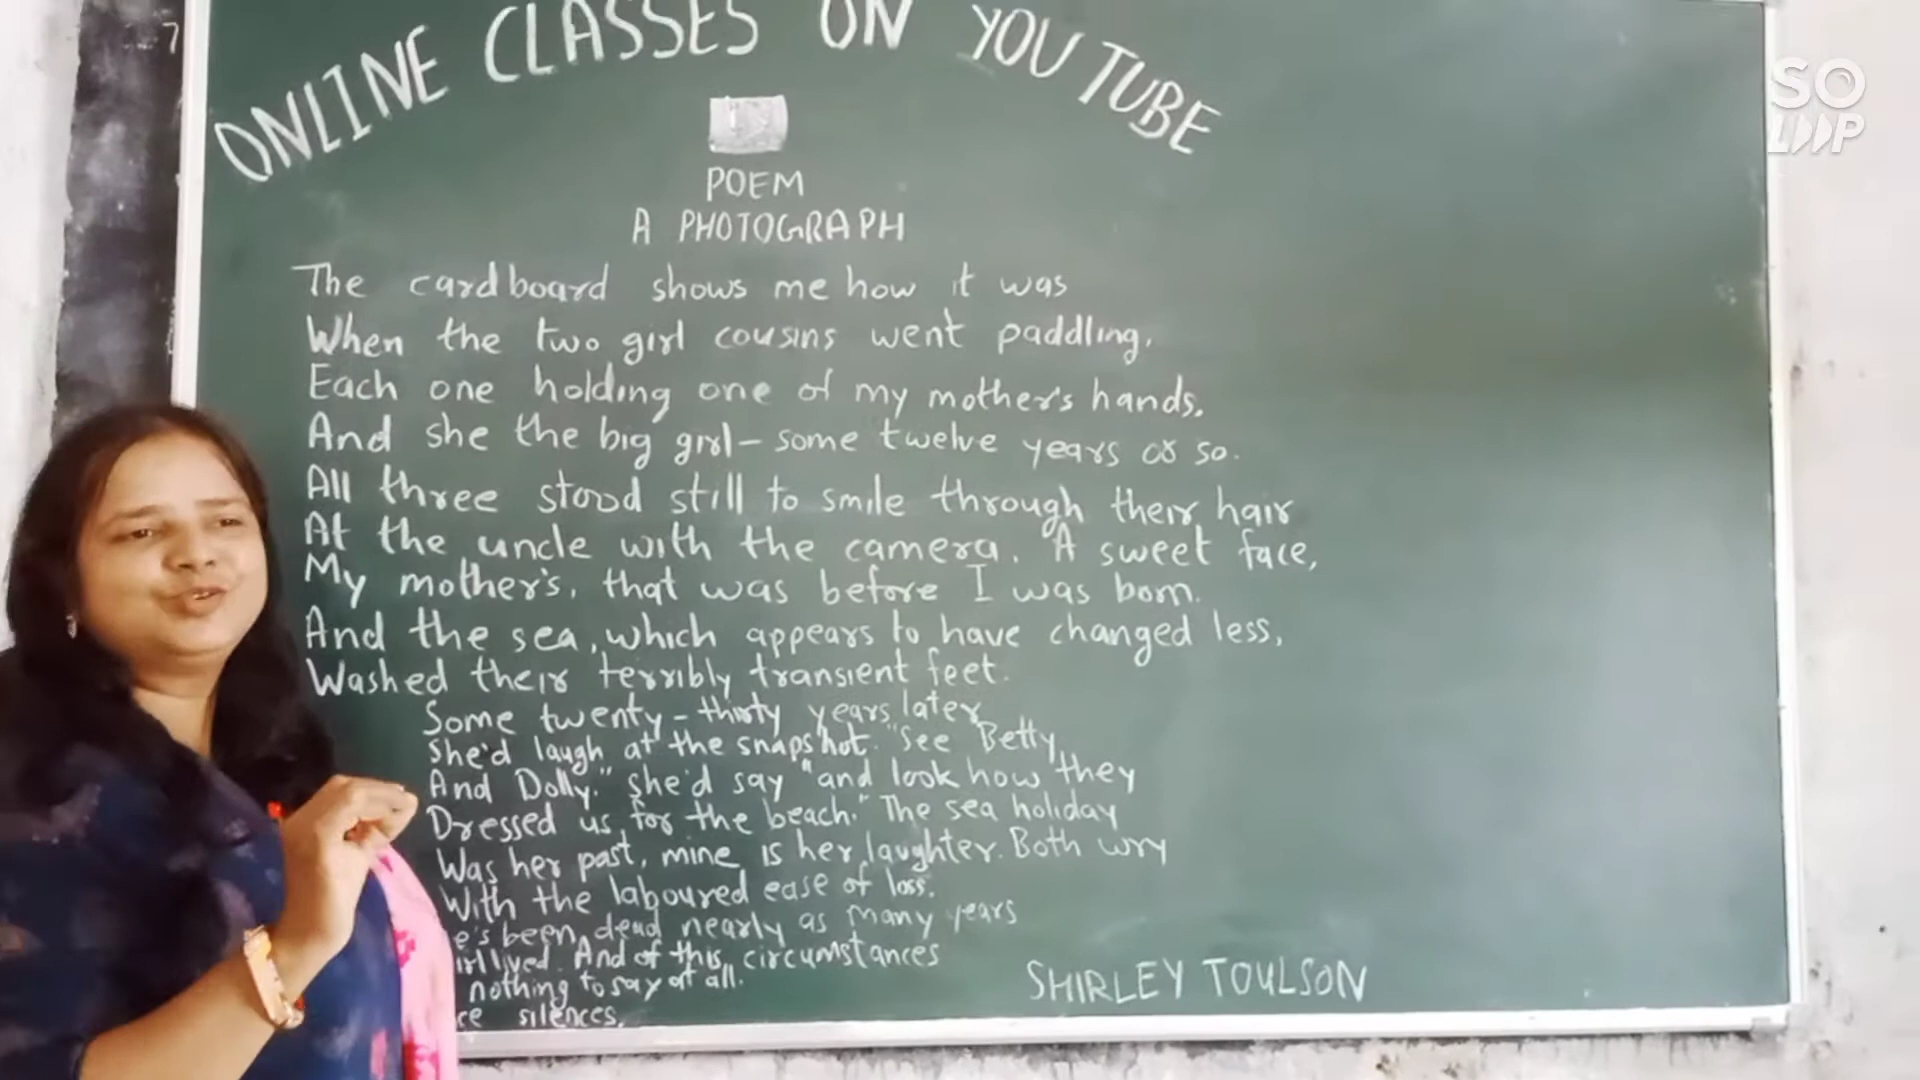 ONLINE CLASSES ON YOUTUBE
POEM
A PHOTOGRAPH
The cardboard shows me how it was
When the two girl cousins went paddling,
Each one holding one of my mother's hands,
And she the big girl - some twelve years or so.
All three stood still to smile through their hair
At the uncle with the camera. A sweet face,
My mother's, that was before I was born.
And the sea, which appears to have changed less,
Washed their terribly transient feet.
Some twenty - thirty years later
She'd laugh at the snapshot. "See Betty
And Dolly." she'd say "and look how they
Dressed us for the beach." The sea holiday
Was her past, mine is her laughter. Both wry
With the laboured ease of loss.
e's been dead nearly as many years
irl lived. And of this circumstances
nothing to say at all.
ce silences.
SHIRLEY TOULSON
SO
LOOP